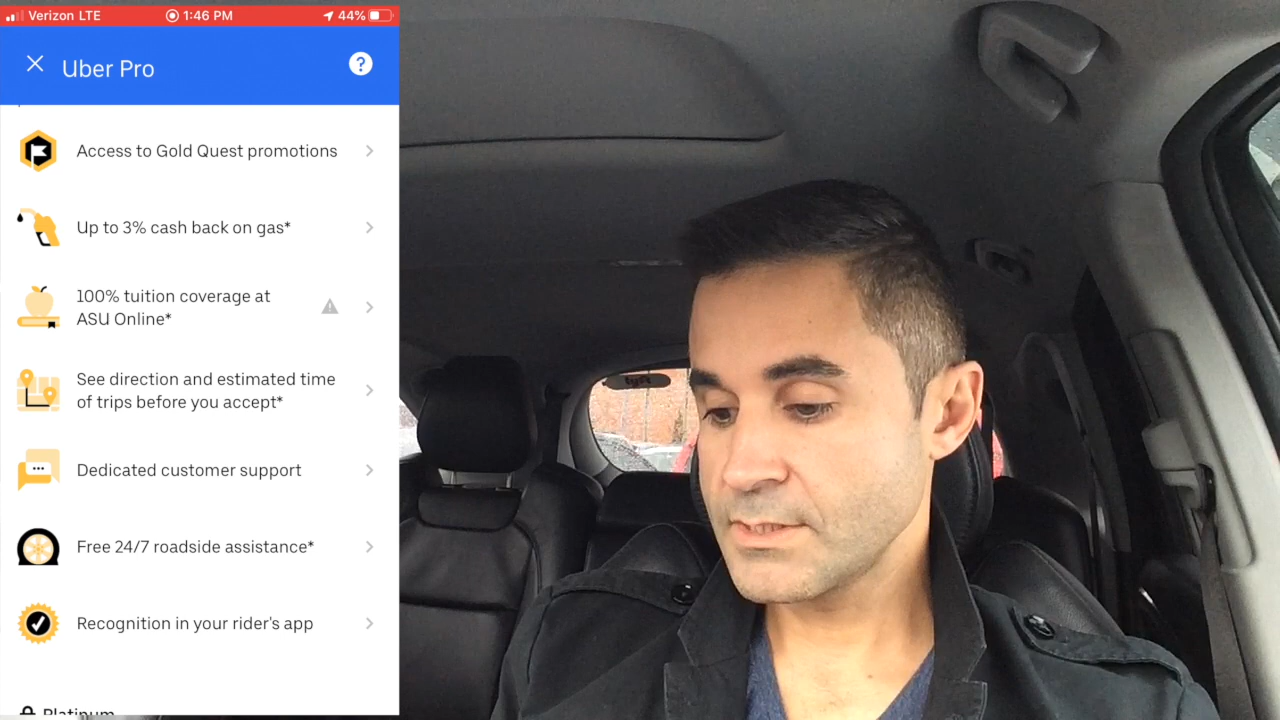 Verizon LTE 1:46 PM 44%
Uber Pro ?
Access to Gold Quest promotions
Up to 3% cash back on gas*
100% tuition coverage at
ASU Online*
See direction and estimated time
of trips before you accept*
Dedicated customer support
Free 24/7 roadside assistance*
Recognition in your rider's app
Platinum